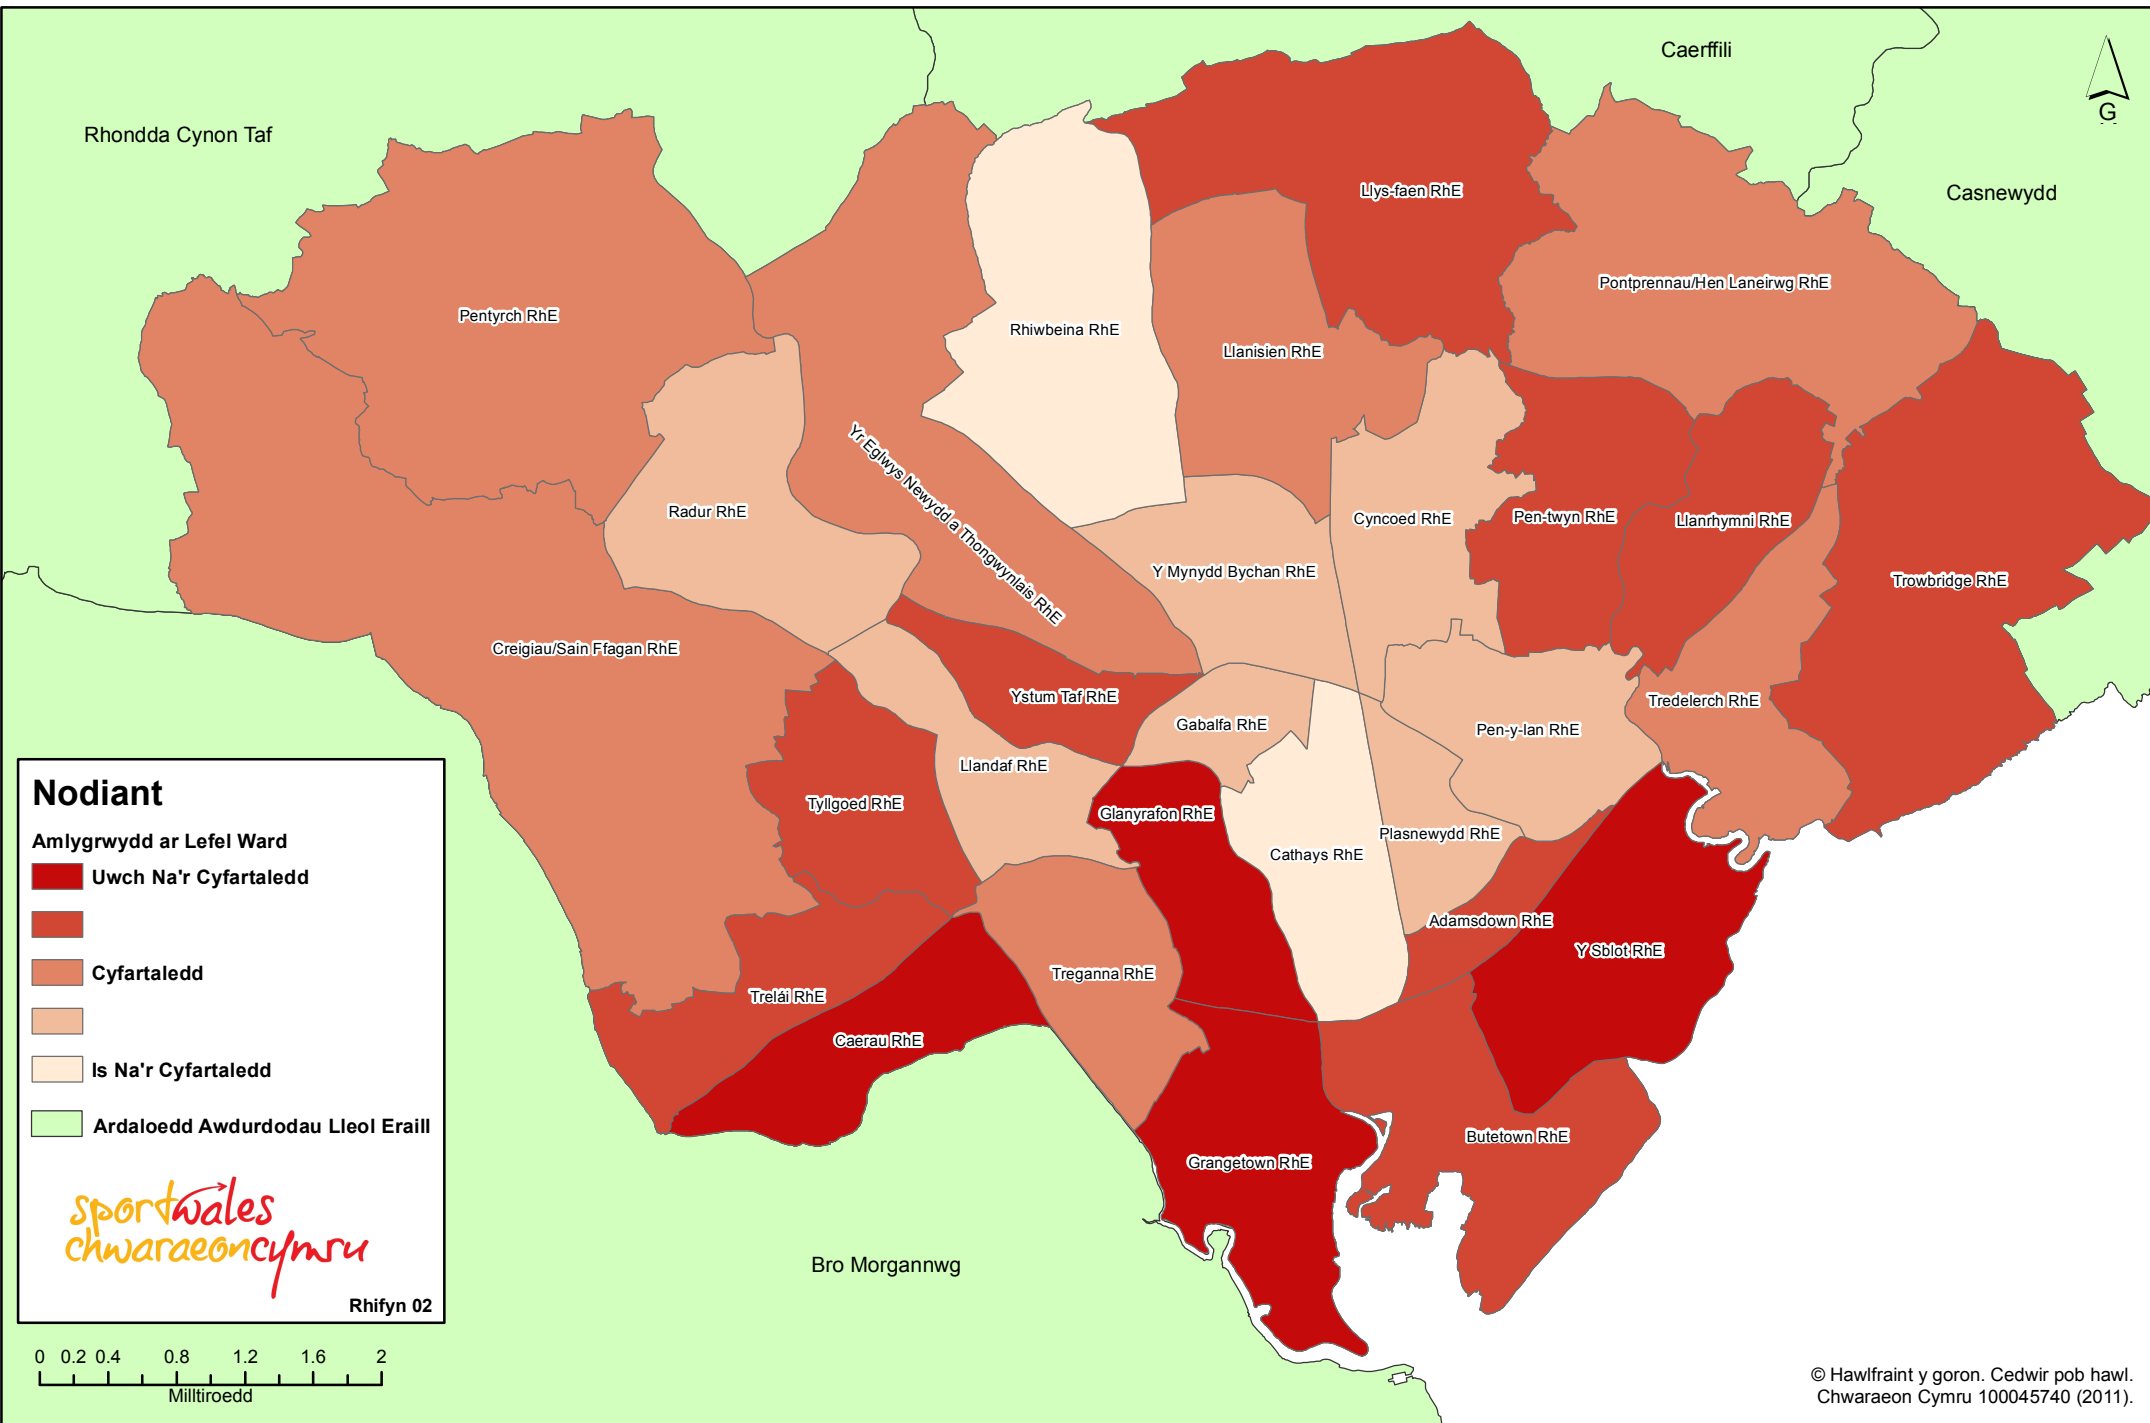 Caerffili
G
Rhondda Cynon Taf
Casnewydd
Llys-faen RhE
Pontprennau/Hen Laneirwg RhE
Pentyrch RhE
Rhiwbeina RhE
Llanisien RhE
Yr Eglwys Newydd a Thongwynlais RhE
Radur RhE
Cyncoed RhE
Pen-twyn RhE
Llanrhymni RhE
Y Mynydd Bychan RhE
Trowbridge RhE
Creigiau/Sain Ffagan RhE
Ystum Taf RhE
Tredelerch RhE
Gabalfa RhE
Pen-y-lan RhE
Llandaf RhE
Tyllgoed RhE
Glanyrafon RhE
Plasnewydd RhE
Cathays RhE
Adamsdown RhE
Y Sblot RhE
Treganna RhE
Trelái RhE
Caerau RhE
Butetown RhE
Grangetown RhE
Bro Morgannwg
Nodiant
Amlygrwydd ar Lefel Ward
Uwch Na'r Cyfartaledd
Cyfartaledd
Is Na'r Cyfartaledd
Ardaloedd Awdurdodau Lleol Eraill
sportwales
chwaraeoncymru
Rhifyn 02
0 0.2 0.4 0.8 1.2 1.6 2
Milltiroedd
© Hawlfraint y goron. Cedwir pob hawl.
Chwaraeon Cymru 100045740 (2011).